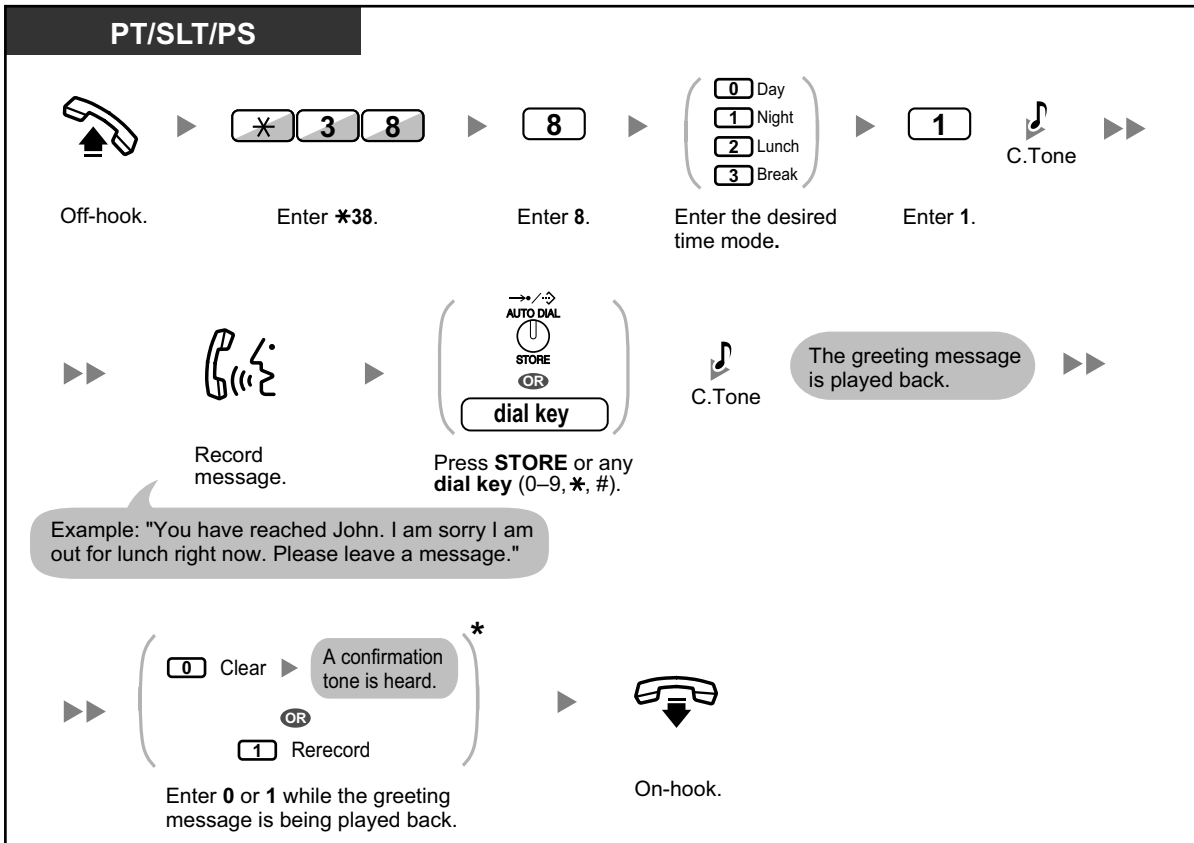 PT/SLT/PS
0 Day
1 Night
2 Lunch
3 Break
✳ 3 8
8
1
C.Tone
Off-hook.
Enter ✳38.
Enter 8.
Enter the desired
time mode.
Enter 1.
AUTO DIAL
STORE
OR
dial key
C.Tone
The greeting message
is played back.
Record
message.
Press STORE or any
dial key (0–9, ✳, #).
Example: "You have reached John. I am sorry I am
out for lunch right now. Please leave a message."
0 Clear
A confirmation
tone is heard.
*
OR
1 Rerecord
Enter 0 or 1 while the greeting
message is being played back.
On-hook.